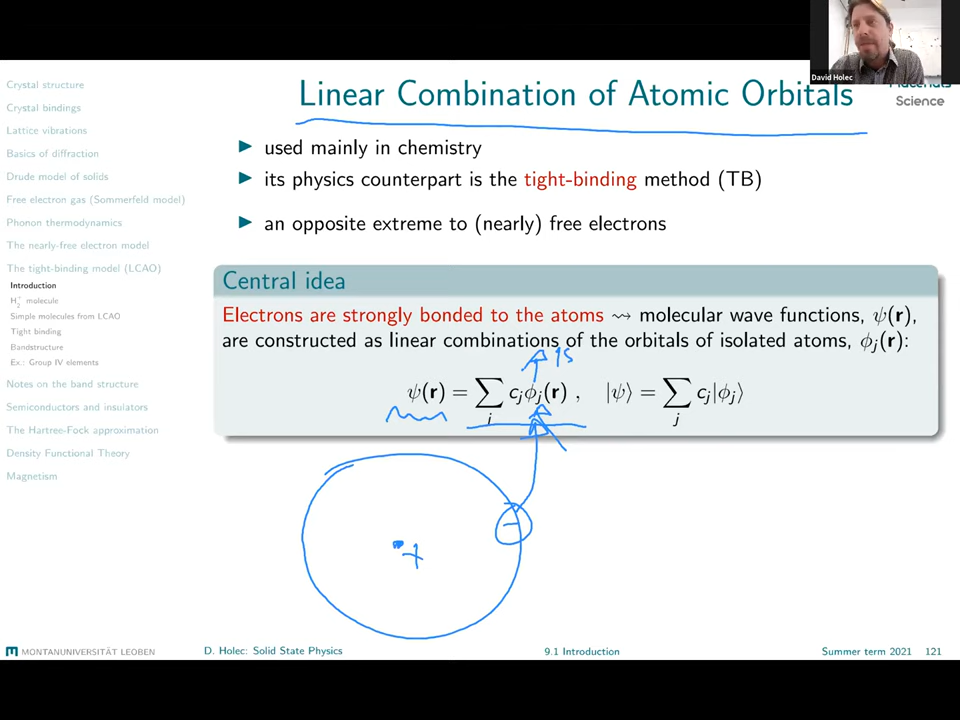 David Holec
Materials
Science
Linear Combination of Atomic Orbitals
Crystal structure
Crystal bindings
Lattice vibrations
Basics of diffraction
Drude model of solids
Free electron gas (Sommerfeld model)
Phonon thermodynamics
The nearly-free electron model
The tight-binding model (LCAO)
Introduction
H₂⁺ molecule
Simple molecules from LCAO
Tight binding
Bandstructure
Ex.: Group IV elements
Notes on the band structure
Semiconductors and insulators
The Hartree-Fock approximation
Density Functional Theory
Magnetism
▶ used mainly in chemistry
▶ its physics counterpart is the tight-binding method (TB)
▶ an opposite extreme to (nearly) free electrons
Central idea
Electrons are strongly bonded to the atoms ⇝ molecular wave functions, ψ(r),
are constructed as linear combinations of the orbitals of isolated atoms, ϕⱼ(r):
1s
ψ(r) = ∑ⱼ cⱼϕⱼ(r) , |ψ⟩ = ∑ⱼ cⱼ|ϕⱼ⟩
−
+
MONTANUNIVERSITÄT LEOBEN
D. Holec: Solid State Physics
9.1 Introduction
Summer term 2021 121